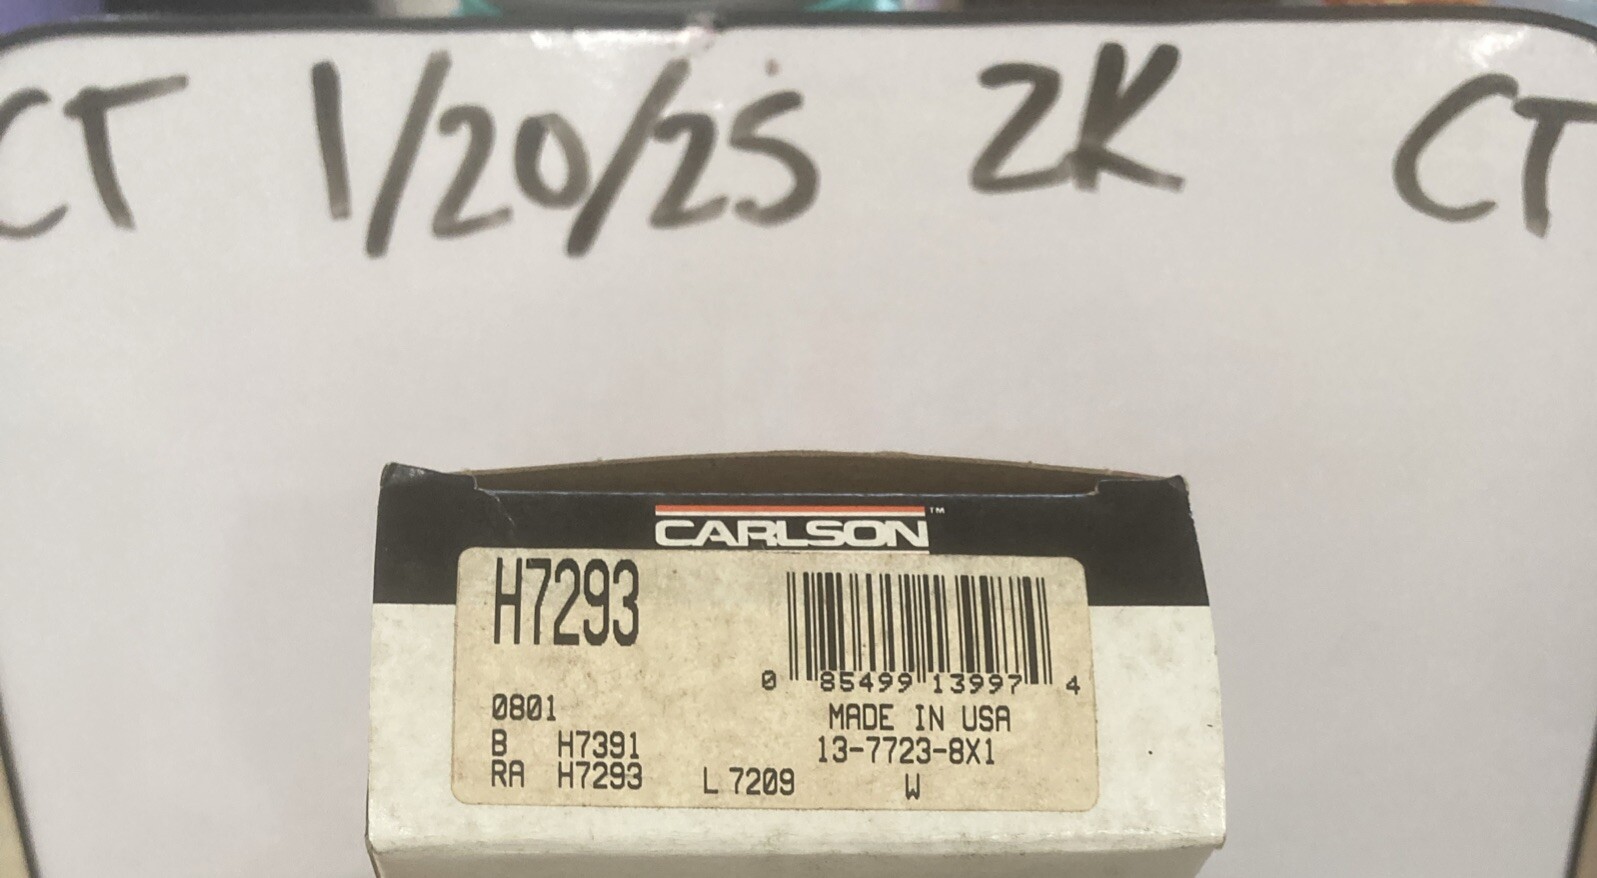 CT 1/20/25 2K CT
CARLSON™
H7293
0 85499 13997 4
0801
MADE IN USA
B H7391
13-7723-8X1
RA H7293 L 7209 W